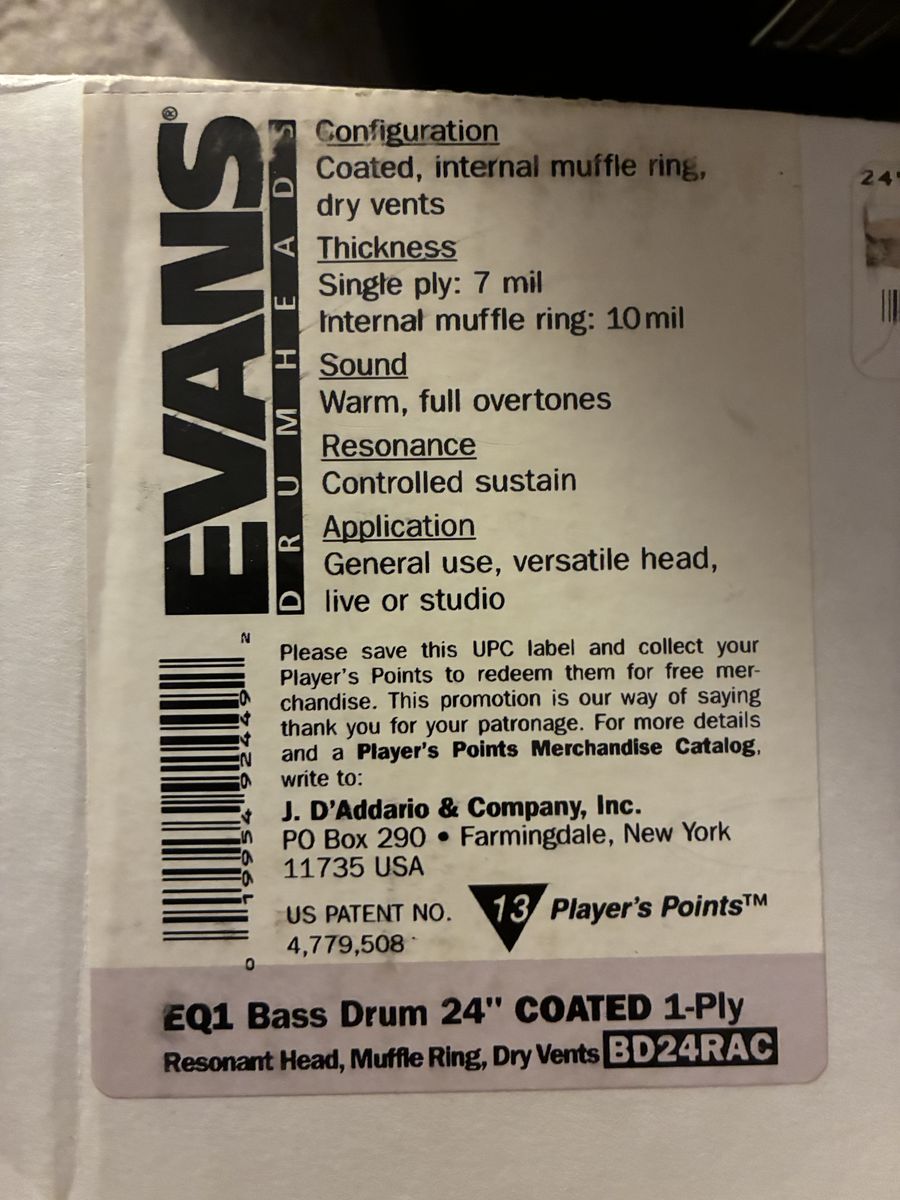 EVANS®
DRUMHEADS
Configuration
Coated, internal muffle ring,
dry vents
Thickness
Single ply: 7 mil
Internal muffle ring: 10 mil
Sound
Warm, full overtones
Resonance
Controlled sustain
Application
General use, versatile head,
live or studio
Please save this UPC label and collect your
Player's Points to redeem them for free mer-
chandise. This promotion is our way of saying
thank you for your patronage. For more details
and a Player's Points Merchandise Catalog,
write to:
J. D'Addario & Company, Inc.
PO Box 290 • Farmingdale, New York
11735 USA
US PATENT NO.
4,779,508
13 Player's Points™
0 19954 92449 2
EQ1 Bass Drum 24" COATED 1-Ply
Resonant Head, Muffle Ring, Dry Vents BD24RAC
24"